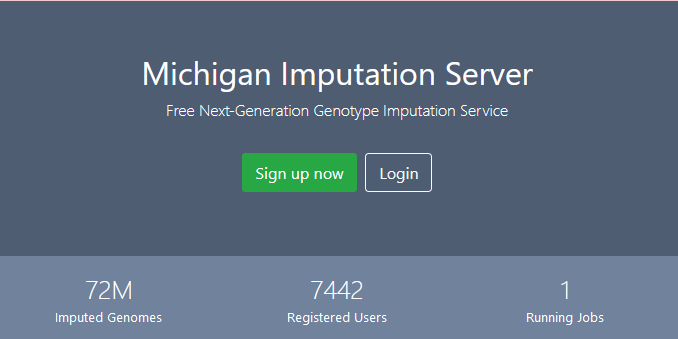 Michigan Imputation Server
Free Next-Generation Genotype Imputation Service
Sign up now Login
72M 7442 1
Imputed Genomes Registered Users Running Jobs